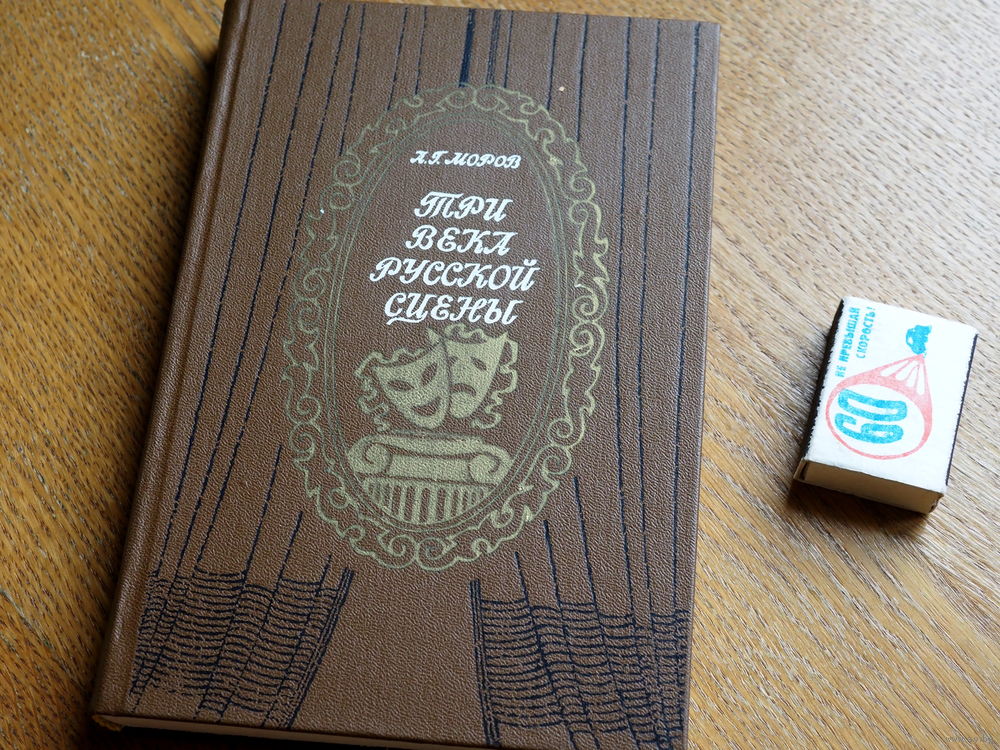 А.Г. МОРОВ
ТРИ
ВЕКА
РУССКОЙ
СЦЕНЫ
НЕ ПРЕВЫШАЙ
СКОРОСТЬ!
60